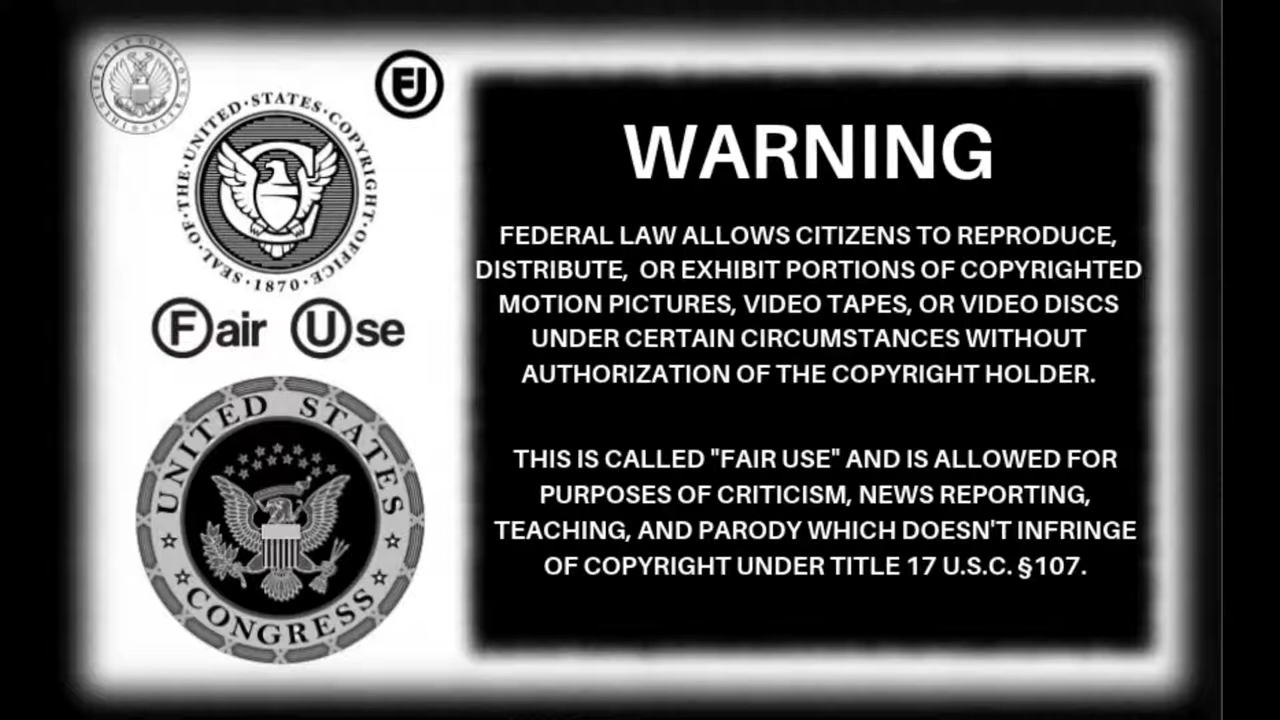 SEAL·OF·THE·UNITED·STATES·COPYRIGHT·OFFICE
·1870·
FU
Fair Use
UNITED STATES
CONGRESS
WARNING
FEDERAL LAW ALLOWS CITIZENS TO REPRODUCE,
DISTRIBUTE, OR EXHIBIT PORTIONS OF COPYRIGHTED
MOTION PICTURES, VIDEO TAPES, OR VIDEO DISCS
UNDER CERTAIN CIRCUMSTANCES WITHOUT
AUTHORIZATION OF THE COPYRIGHT HOLDER.
THIS IS CALLED "FAIR USE" AND IS ALLOWED FOR
PURPOSES OF CRITICISM, NEWS REPORTING,
TEACHING, AND PARODY WHICH DOESN'T INFRINGE
OF COPYRIGHT UNDER TITLE 17 U.S.C. §107.